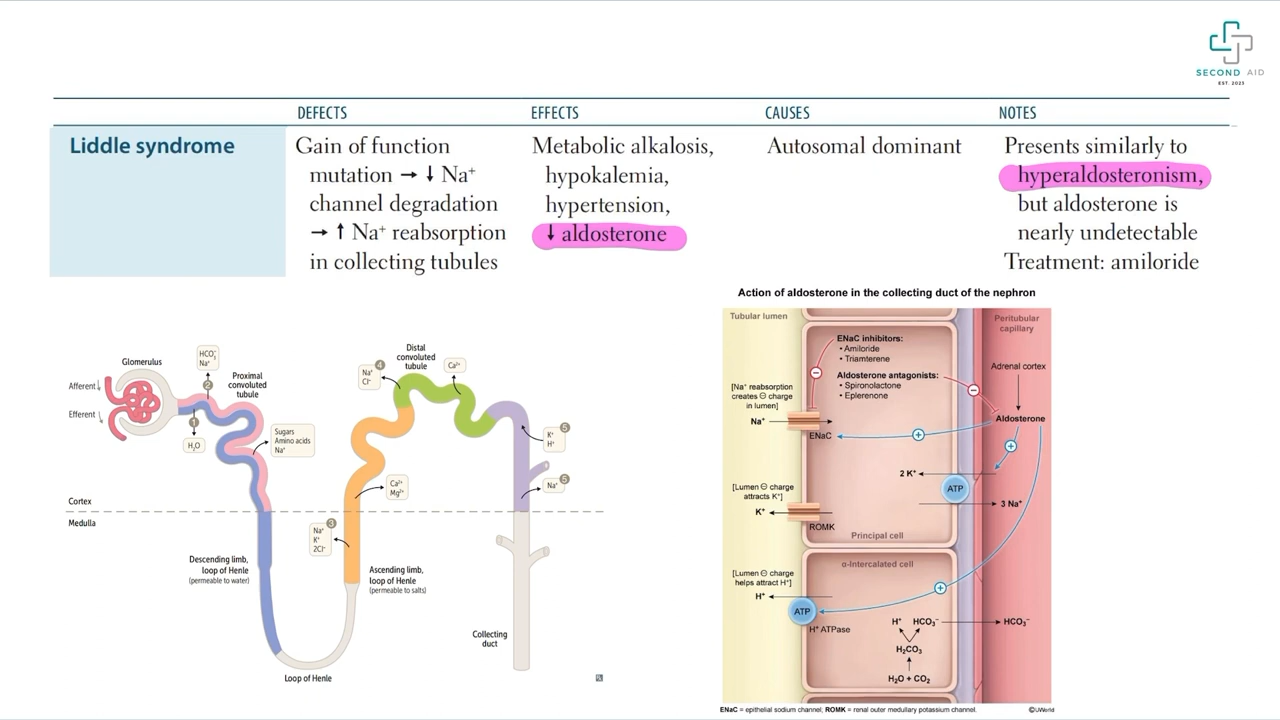 SECOND AID
EST. 2025
DEFECTS
EFFECTS
CAUSES
NOTES
Liddle syndrome
Gain of function
mutation → ↓ Na⁺
channel degradation
→ ↑ Na⁺ reabsorption
in collecting tubules
Metabolic alkalosis,
hypokalemia,
hypertension,
↓ aldosterone
Autosomal dominant
Presents similarly to
hyperaldosteronism,
but aldosterone is
nearly undetectable
Treatment: amiloride
Glomerulus
Afferent
Efferent
HCO₃⁻
Na⁺
2
Proximal
convoluted
tubule
1
H₂O
Sugars
Amino acids
Na⁺
Cortex
Medulla
Descending limb,
loop of Henle
(permeable to water)
Loop of Henle
3
Na⁺
K⁺
2Cl⁻
Ascending limb,
loop of Henle
(permeable to salts)
Ca²⁺
Mg²⁺
4
Na⁺
Cl⁻
Distal
convoluted
tubule
Ca²⁺
5
K⁺
H⁺
5
Na⁺
Collecting
duct
Action of aldosterone in the collecting duct of the nephron
Tubular lumen
Peritubular
capillary
ENaC inhibitors:
• Amiloride
• Triamterene
Aldosterone antagonists:
• Spironolactone
• Eplerenone
Adrenal cortex
Aldosterone
[Na⁺ reabsorption
creates ⊖ charge
in lumen]
Na⁺
ENaC
2 K⁺
ATP
3 Na⁺
[Lumen ⊖ charge
attracts K⁺]
K⁺
ROMK
Principal cell
α-Intercalated cell
[Lumen ⊖ charge
helps attract H⁺]
H⁺
ATP
H⁺ ATPase
H⁺ HCO₃⁻
HCO₃⁻
H₂CO₃
H₂O + CO₂
ENaC = epithelial sodium channel; ROMK = renal outer medullary potassium channel.
©UWorld